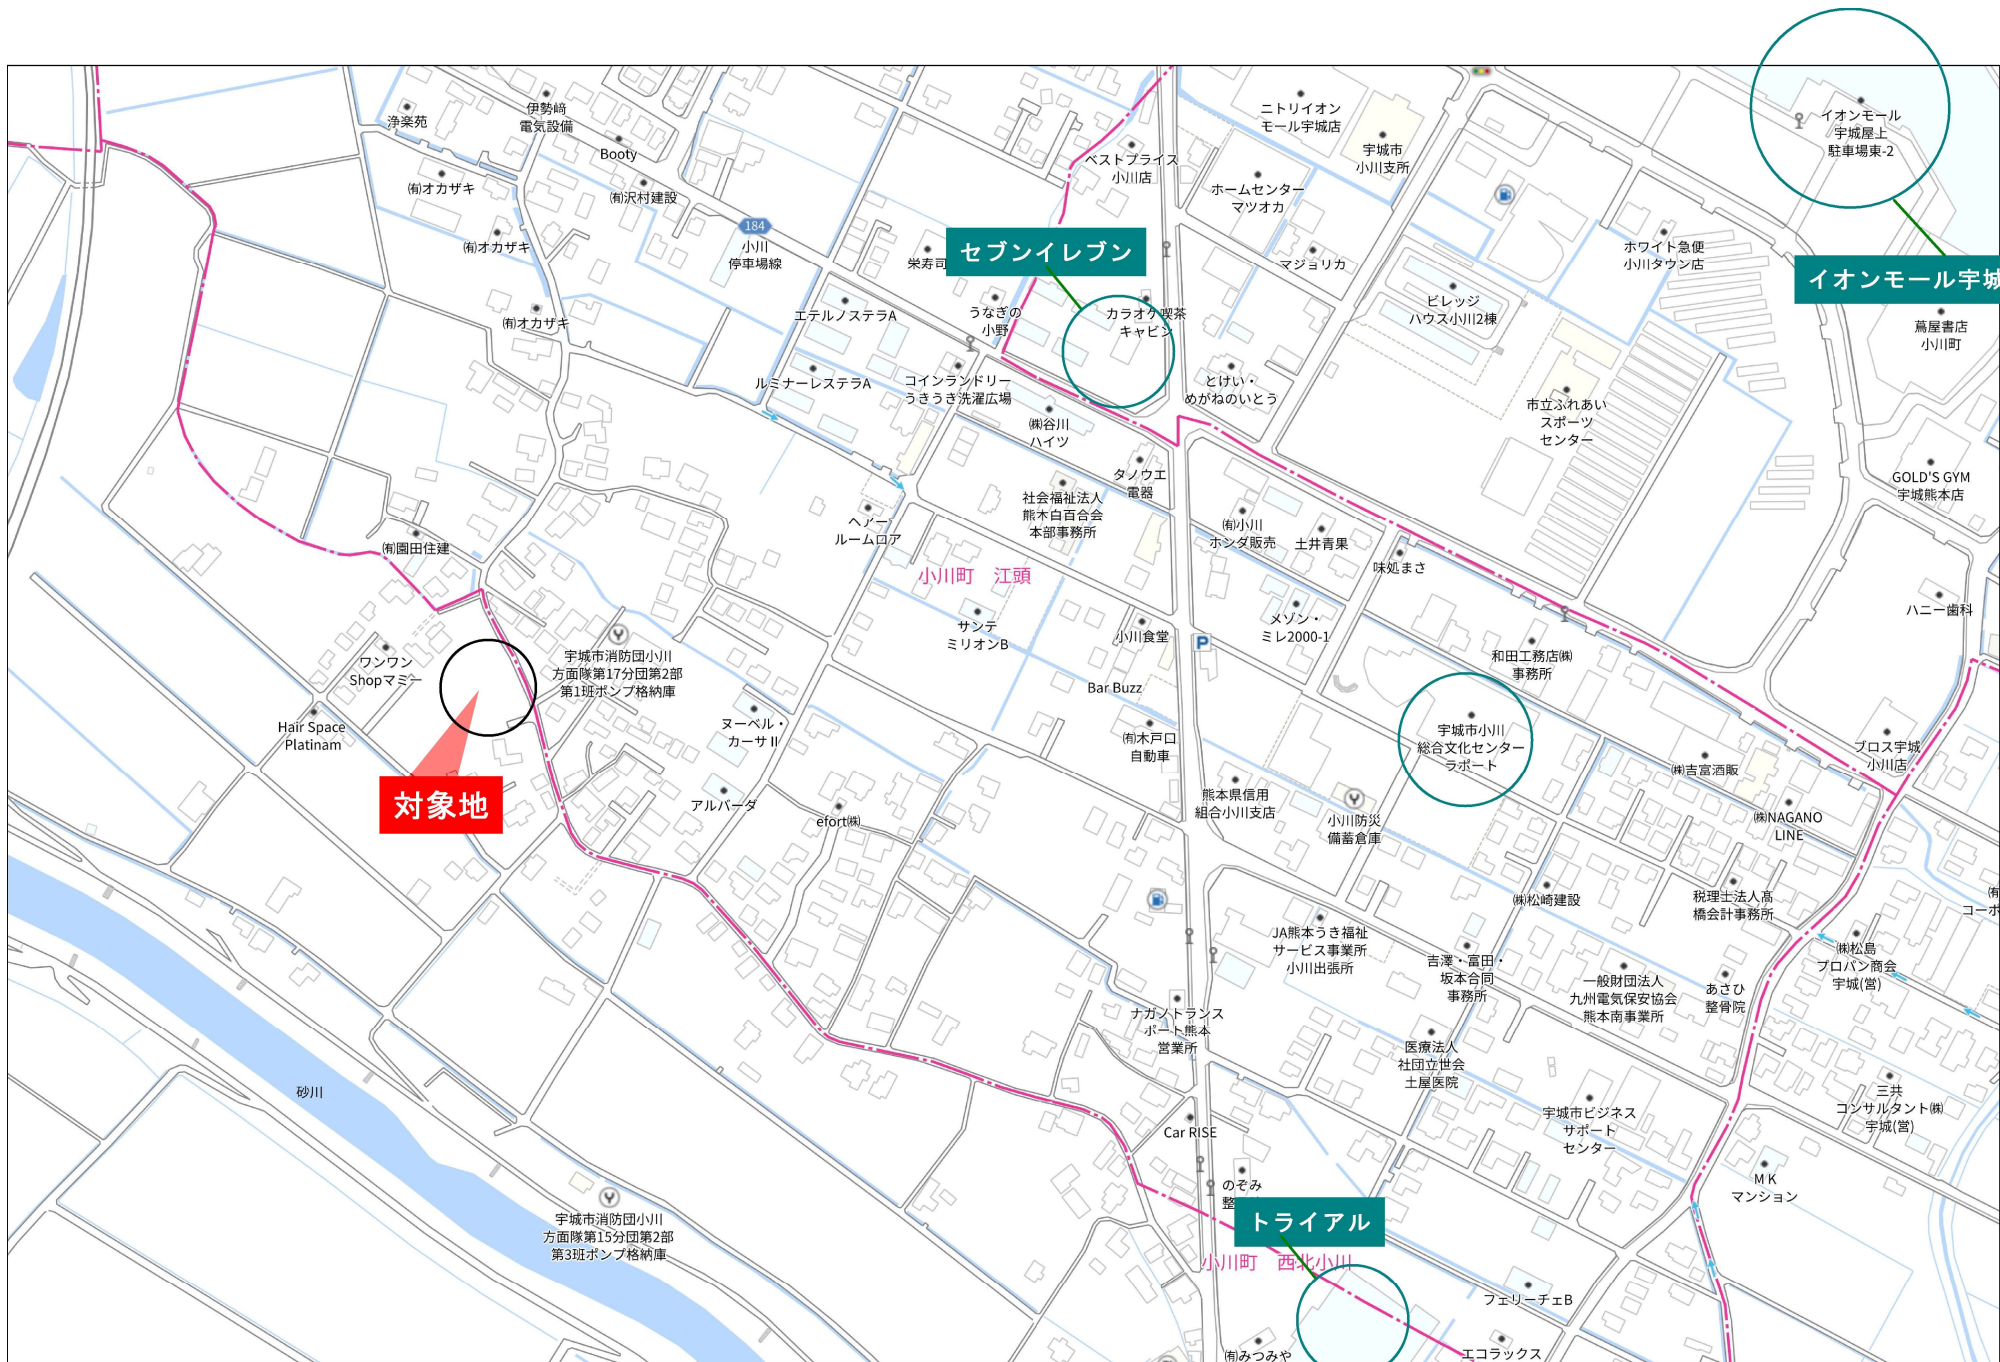 浄楽苑
伊勢﨑
電気設備
Booty
㈲オカザキ
㈲沢村建設
㈲オカザキ
184
小川
停車場線
㈲オカザキ
栄寿司
セブンイレブン
うなぎの
小野
カラオケ喫茶
キャビン
ベストプライス
小川店
ニトリイオン
モール宇城店
宇城市
小川支所
ホームセンター
マツオカ
マジョリカ
イオンモール
宇城屋上
駐車場東-2
ホワイト急便
小川タウン店
イオンモール宇城
ビレッジ
ハウス小川2棟
蔦屋書店
小川町
エテルノステラA
ルミナーレステラA
コインランドリー
うきうき洗濯広場
とけい・
めがねのいとう
㈱谷川
ハイツ
市立ふれあい
スポーツ
センター
タノウエ
電器
GOLD'S GYM
宇城熊本店
社会福祉法人
熊本白百合会
本部事務所
ヘアー
ルームロア
㈲小川
ホンダ販売
土井青果
味処まさ
㈲園田住建
小川町 江頭
サンテ
ミリオンB
小川食堂
メゾン・
ミレ2000-1
ハニー歯科
P
ワンワン
Shopマミー
宇城市消防団小川
方面隊第17分団第2部
第1班ポンプ格納庫
和田工務店㈱
事務所
Bar Buzz
Hair Space
Platinam
ヌーベル・
カーサⅡ
㈲木戸口
自動車
宇城市小川
総合文化センター
ラポート
ブロス宇城
小川店
㈱吉富酒販
対象地
アルバーダ
efort㈱
熊本県信用
組合小川支店
小川防災
備蓄倉庫
㈱NAGANO
LINE
㈱松崎建設
税理士法人髙
橋会計事務所
㈲
コーポ
JA熊本うき福祉
サービス事業所
小川出張所
吉澤・富田・
坂本合同
事務所
一般財団法人
九州電気保安協会
熊本南事業所
あさひ
整骨院
㈱松島
プロパン商会
宇城(営)
ナガノトランス
ポート熊本
営業所
医療法人
社団立世会
土屋医院
砂川
Car RISE
宇城市ビジネス
サポート
センター
三共
コンサルタント㈱
宇城(営)
のぞみ
整
ＭＫ
マンション
トライアル
宇城市消防団小川
方面隊第15分団第2部
第3班ポンプ格納庫
小川町 西北小川
フェリーチェB
㈲みつみや
エコラックス